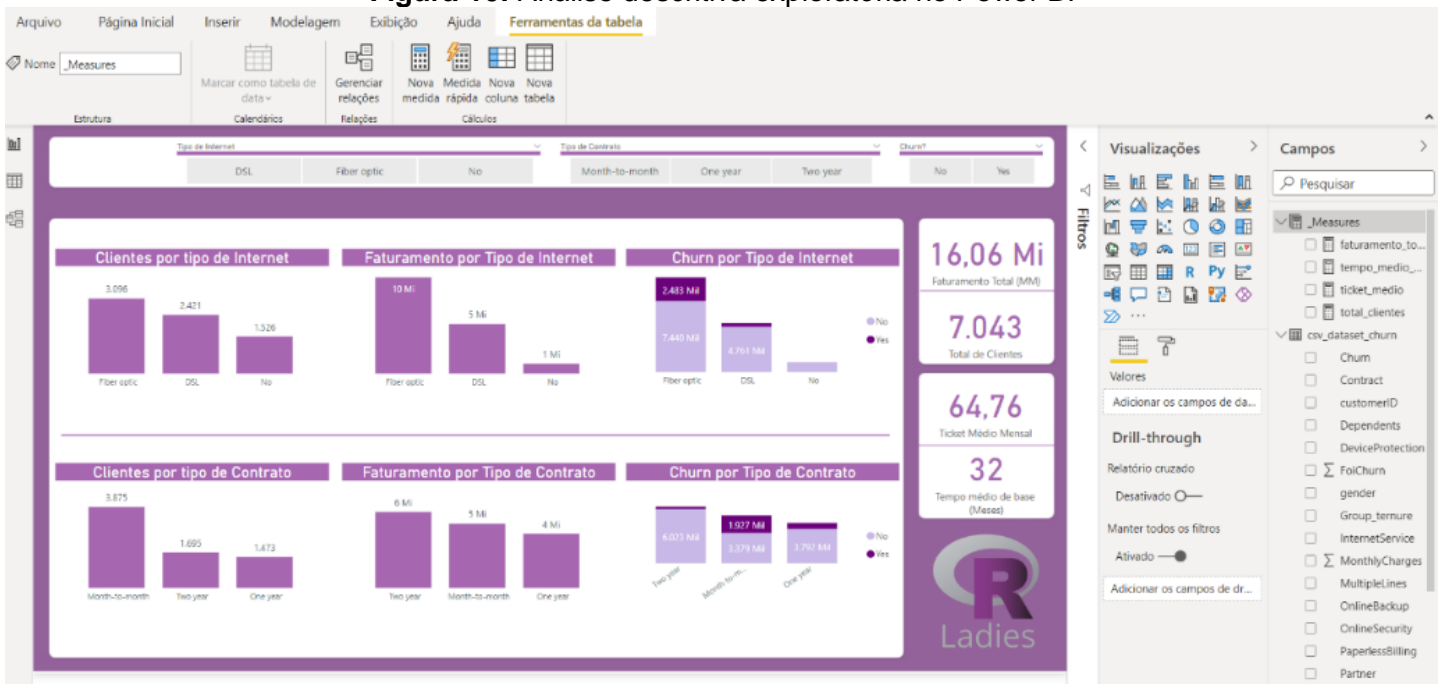 Figura 10: Análise descritiva exploratória no Power BI
Arquivo Página Inicial Inserir Modelagem Exibição Ajuda Ferramentas da tabela
Nome _Measures
Marcar como tabela de data
Gerenciar relações
Nova medida
Medida rápida
Nova coluna
Nova tabela
Estrutura Calendários Relações Cálculos
Tipo de Internet
DSL Fiber optic No
Tipo de Contrato
Month-to-month One year Two year
Churn?
No Yes
Clientes por tipo de Internet
3.096
2.421
1.526
Fiber optic DSL No
Faturamento por Tipo de Internet
10 Mi
5 Mi
1 Mi
Fiber optic DSL No
Churn por Tipo de Internet
2.483 Mil
7.440 Mil
4.761 Mil
Fiber optic DSL No
No
Yes
Clientes por tipo de Contrato
3.875
1.695
1.473
Month-to-month Two year One year
Faturamento por Tipo de Contrato
6 Mi
5 Mi
4 Mi
Two year Month-to-month One year
Churn por Tipo de Contrato
6.023 Mil
1.927 Mil
3.379 Mil
3.792 Mil
Two year Month-to-m... One year
No
Yes
16,06 Mi
Faturamento Total (MM)
7.043
Total de Clientes
64,76
Ticket Médio Mensal
32
Tempo médio de base
(Meses)
R
Ladies
Filtros
Visualizações
R Py
...
Valores
Adicionar os campos de da...
Drill-through
Relatório cruzado
Desativado
Manter todos os filtros
Ativado
Adicionar os campos de dr...
Campos
Pesquisar
_Measures
faturamento_to...
tempo_medio_...
ticket_medio
total_clientes
csv_dataset_churn
Churn
Contract
customerID
Dependents
DeviceProtection
∑ FoiChurn
gender
Group_ternure
InternetService
∑ MonthlyCharges
MultipleLines
OnlineBackup
OnlineSecurity
PaperlessBilling
Partner